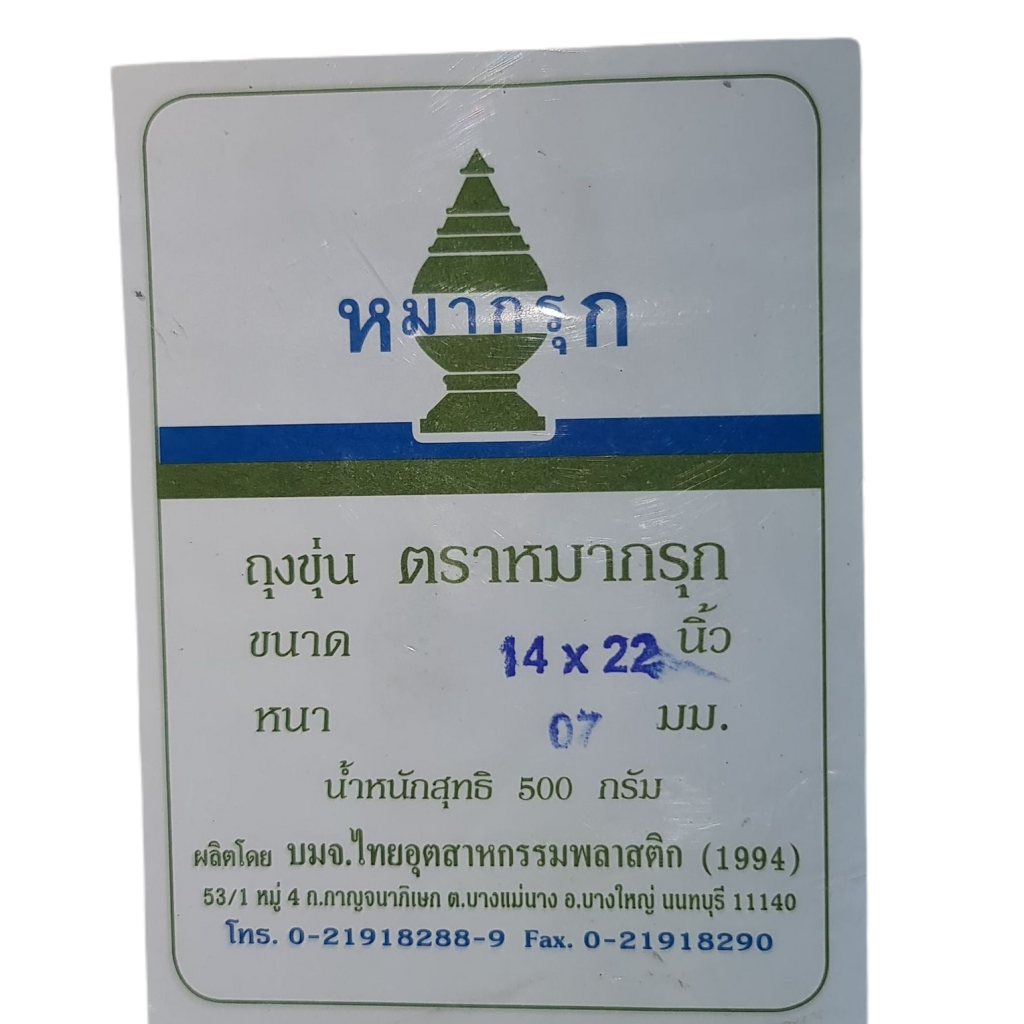 หมากรุก
ถุงขุ่น ตราหมากรุก
ขนาด 14 x 22 นิ้ว
หนา 07 มม.
น้ำหนักสุทธิ 500 กรัม
ผลิตโดย บมจ.ไทยอุตสาหกรรมพลาสติก (1994)
53/1 หมู่ 4 ถ.กาญจนาภิเษก ต.บางแม่นาง อ.บางใหญ่ นนทบุรี 11140
โทร. 0-21918288-9 Fax. 0-21918290